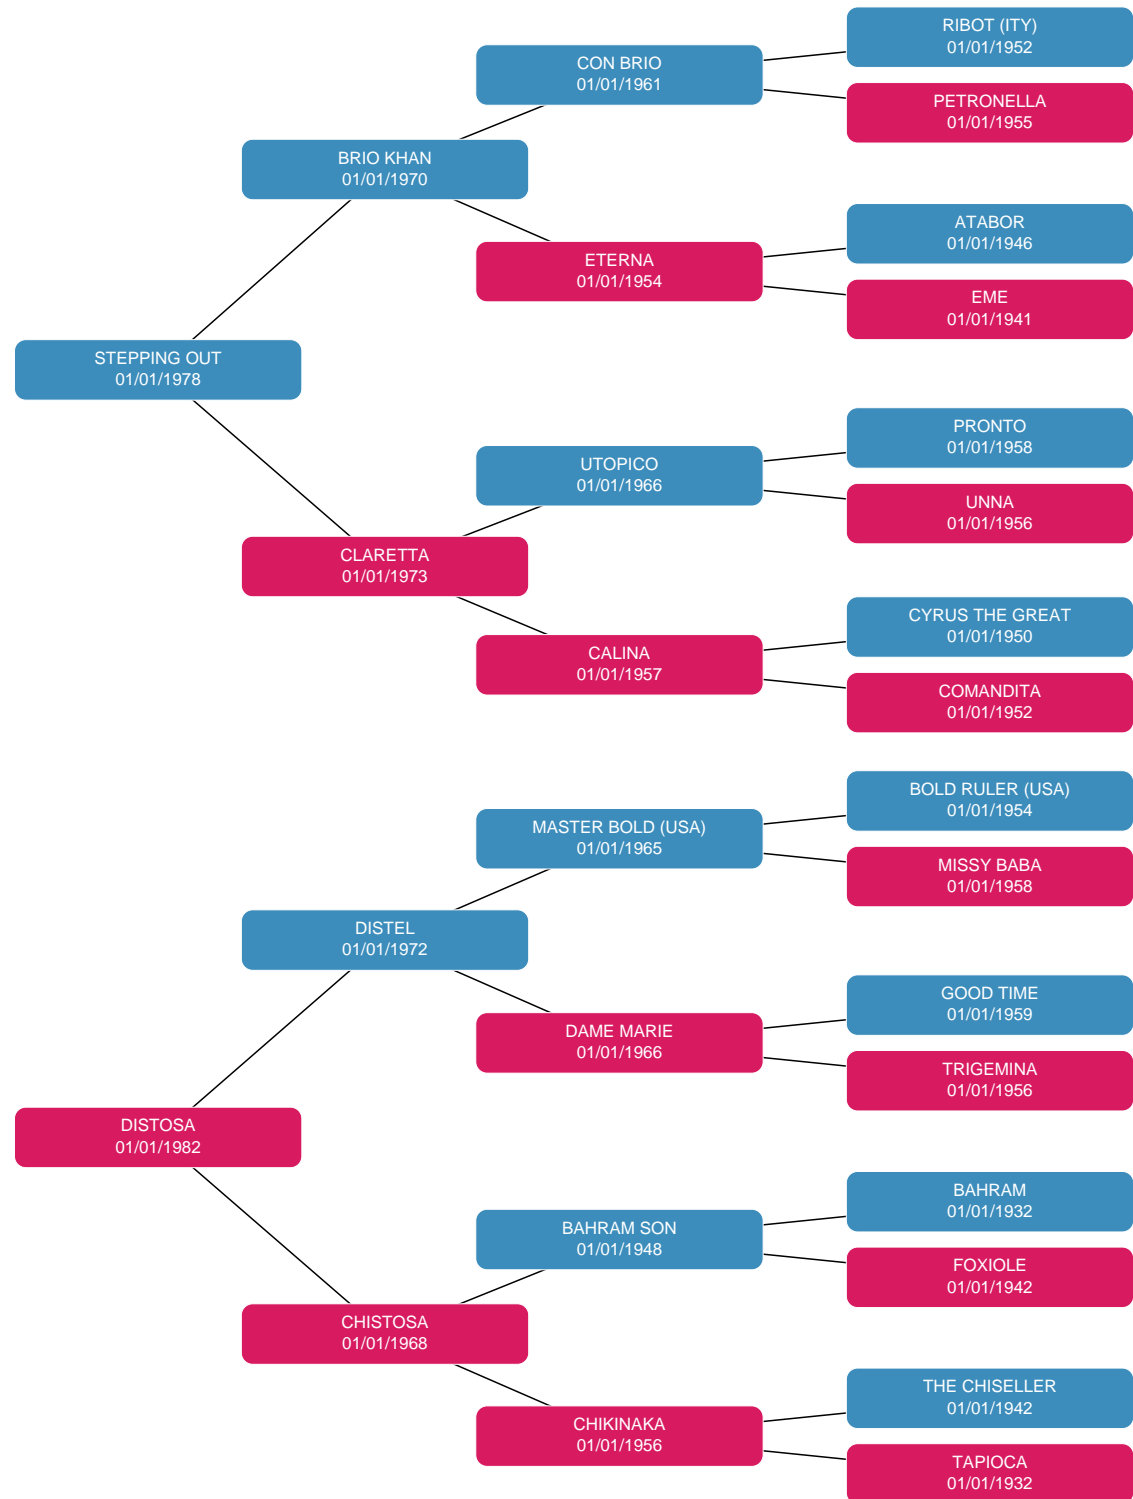 RIBOT (ITY)
01/01/1952
CON BRIO
01/01/1961
PETRONELLA
01/01/1955
BRIO KHAN
01/01/1970
ATABOR
01/01/1946
ETERNA
01/01/1954
EME
01/01/1941
STEPPING OUT
01/01/1978
PRONTO
01/01/1958
UTOPICO
01/01/1966
UNNA
01/01/1956
CLARETTA
01/01/1973
CYRUS THE GREAT
01/01/1950
CALINA
01/01/1957
COMANDITA
01/01/1952
BOLD RULER (USA)
01/01/1954
MASTER BOLD (USA)
01/01/1965
MISSY BABA
01/01/1958
DISTEL
01/01/1972
GOOD TIME
01/01/1959
DAME MARIE
01/01/1966
TRIGEMINA
01/01/1956
DISTOSA
01/01/1982
BAHRAM
01/01/1932
BAHRAM SON
01/01/1948
FOXIOLE
01/01/1942
CHISTOSA
01/01/1968
THE CHISELLER
01/01/1942
CHIKINAKA
01/01/1956
TAPIOCA
01/01/1932